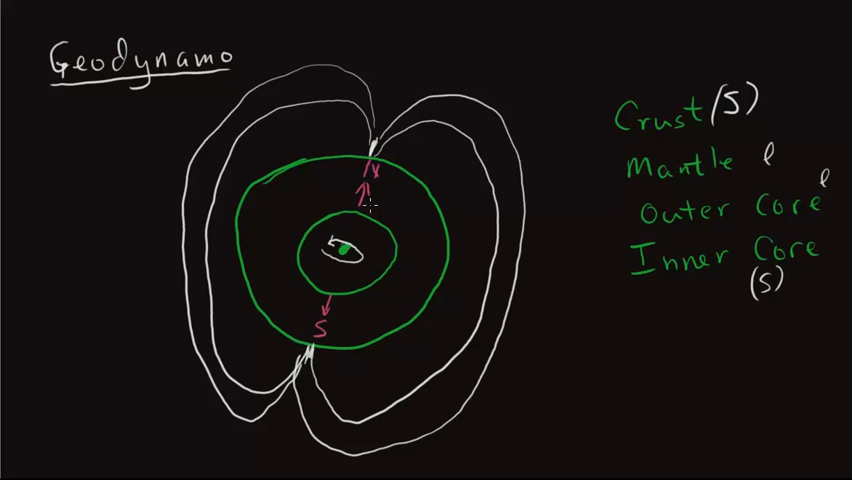 Geodynamo
Crust (S)
Mantle l
Outer Core l
Inner Core
(S)
N
S